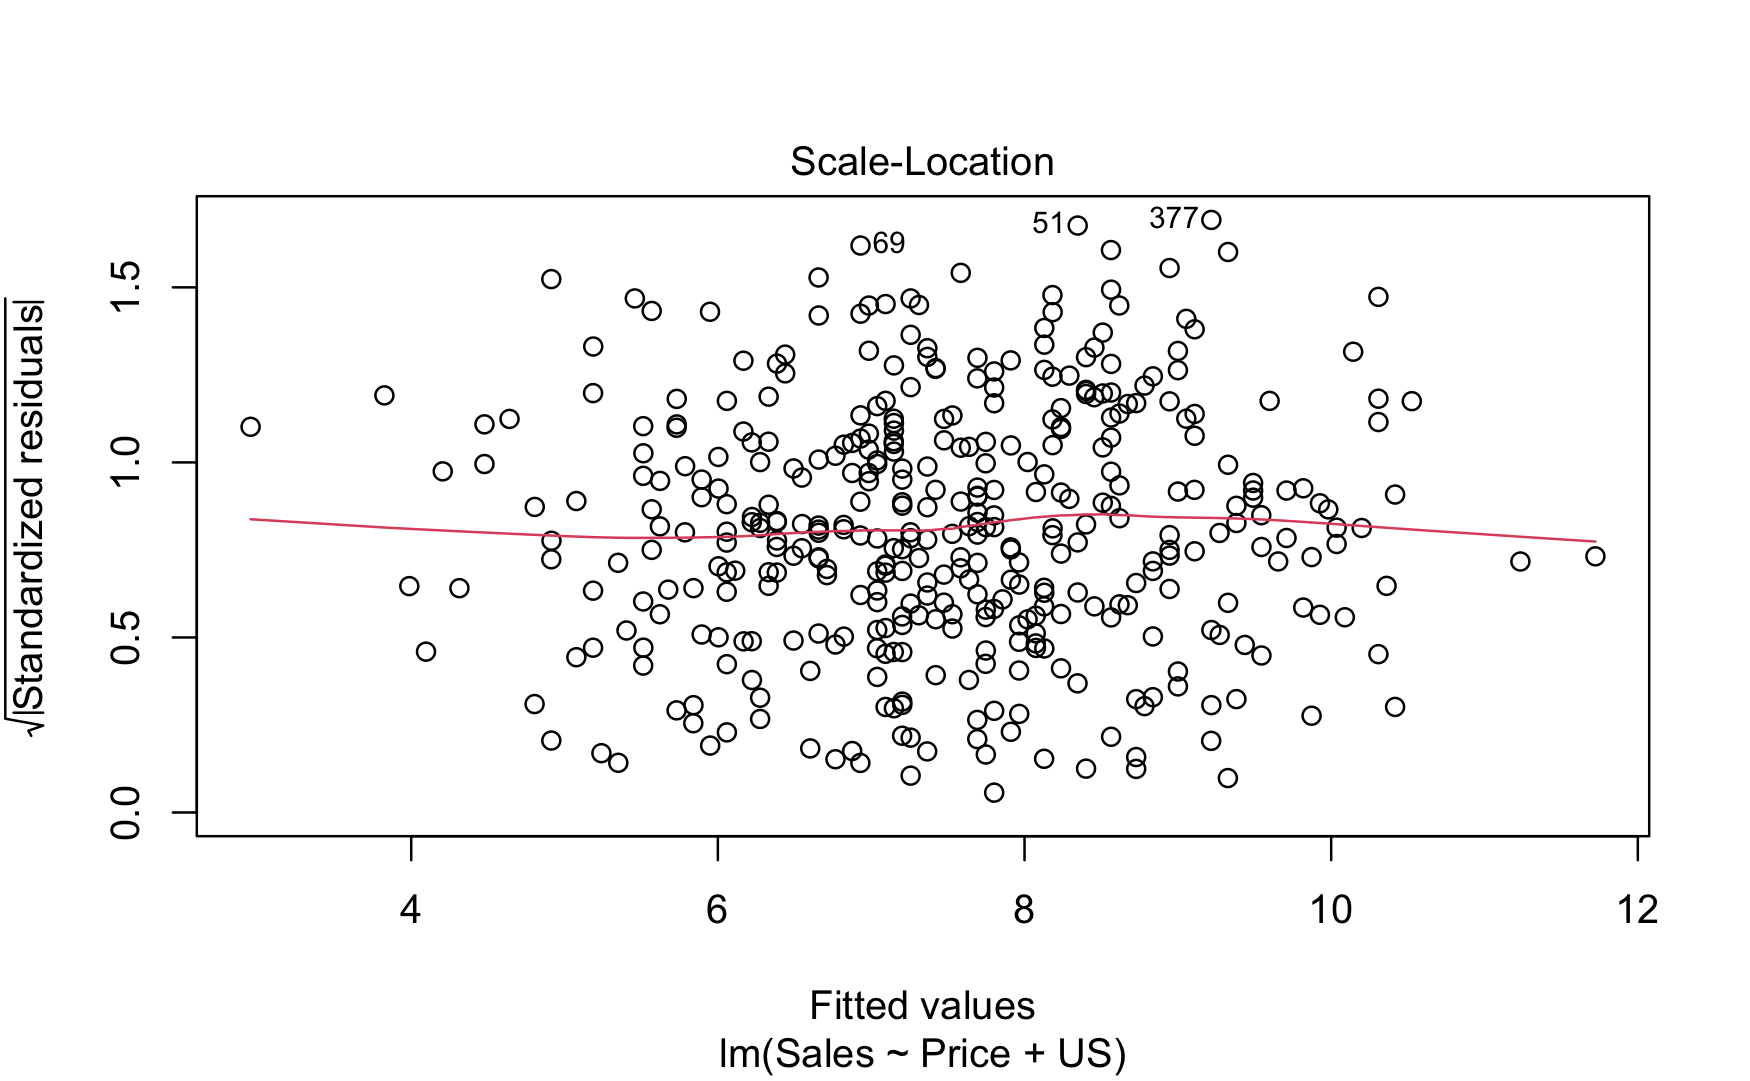 Scale-Location
√|Standardized residuals|
1.5
1.0
0.5
0.0
69
51
377
4 6 8 10 12
Fitted values
lm(Sales ~ Price + US)